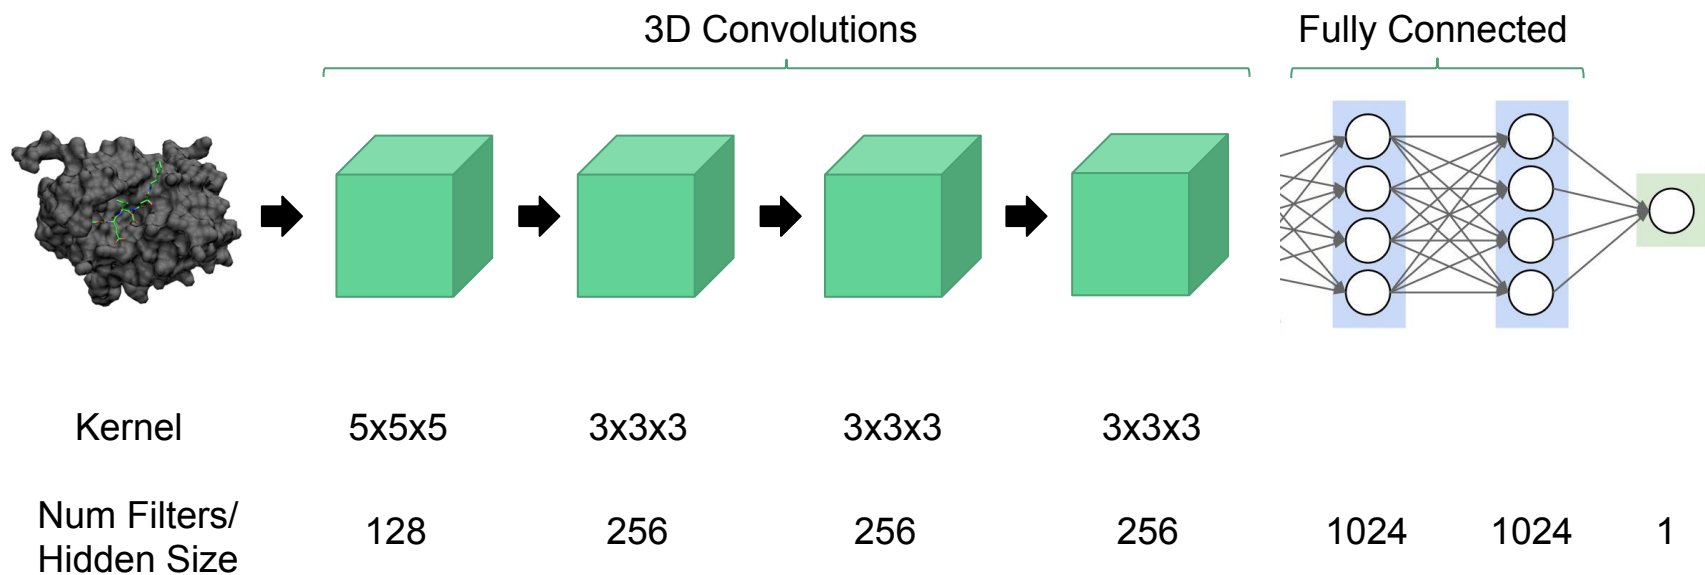 3D Convolutions
Fully Connected
Kernel
5x5x5
3x3x3
3x3x3
3x3x3
Num Filters/
Hidden Size
128
256
256
256
1024
1024
1